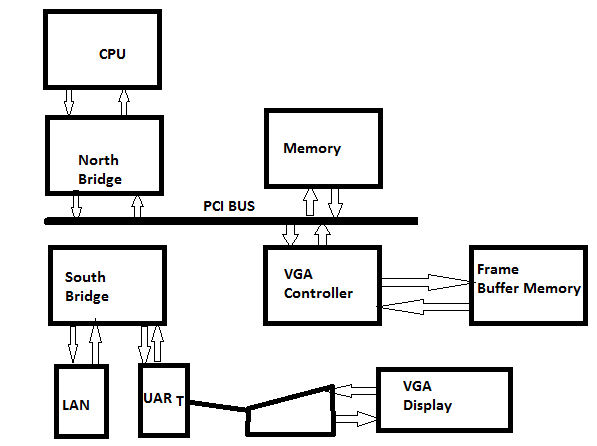 CPU
North
Bridge
Memory
PCI BUS
South
Bridge
VGA
Controller
Frame
Buffer Memory
LAN
UAR T
VGA
Display